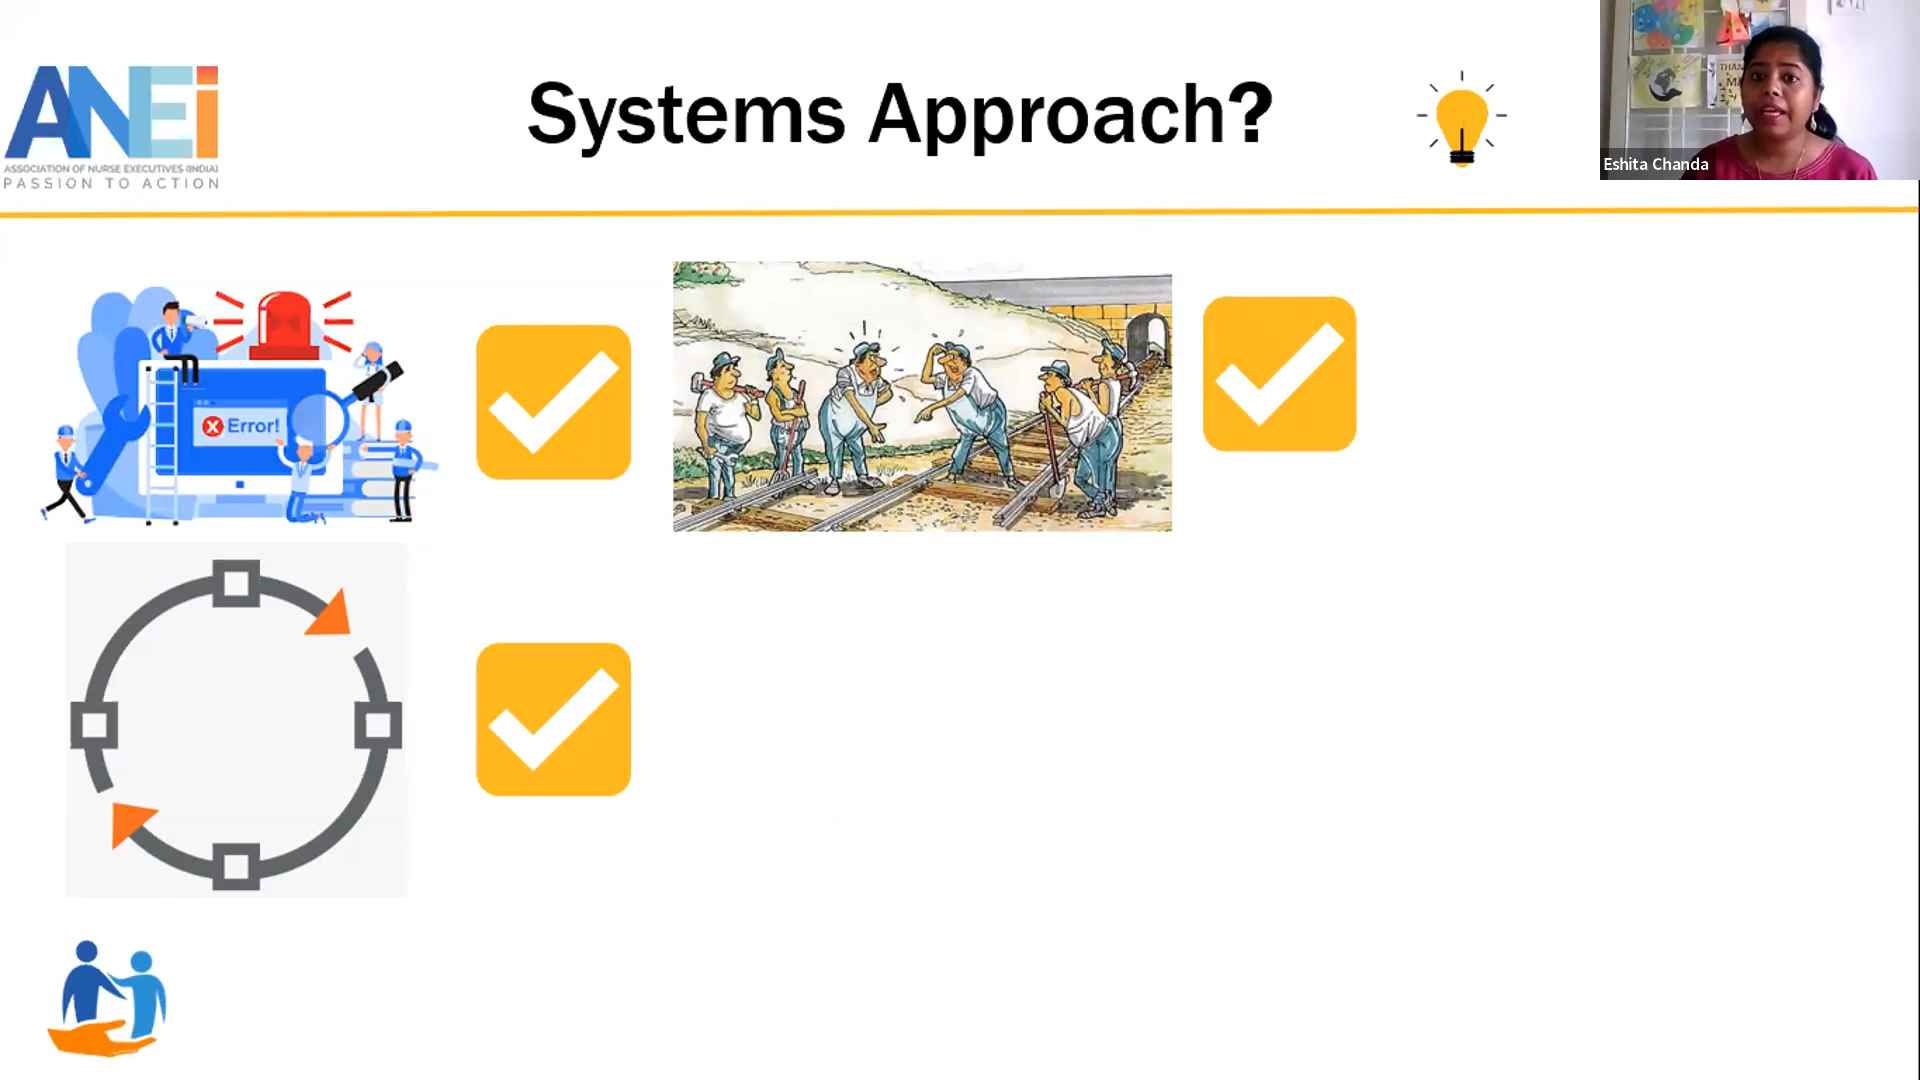 ANEi
ASSOCIATION OF NURSE EXECUTIVES (INDIA)
PASSION TO ACTION
Systems Approach?
Eshita Chanda
X Error!